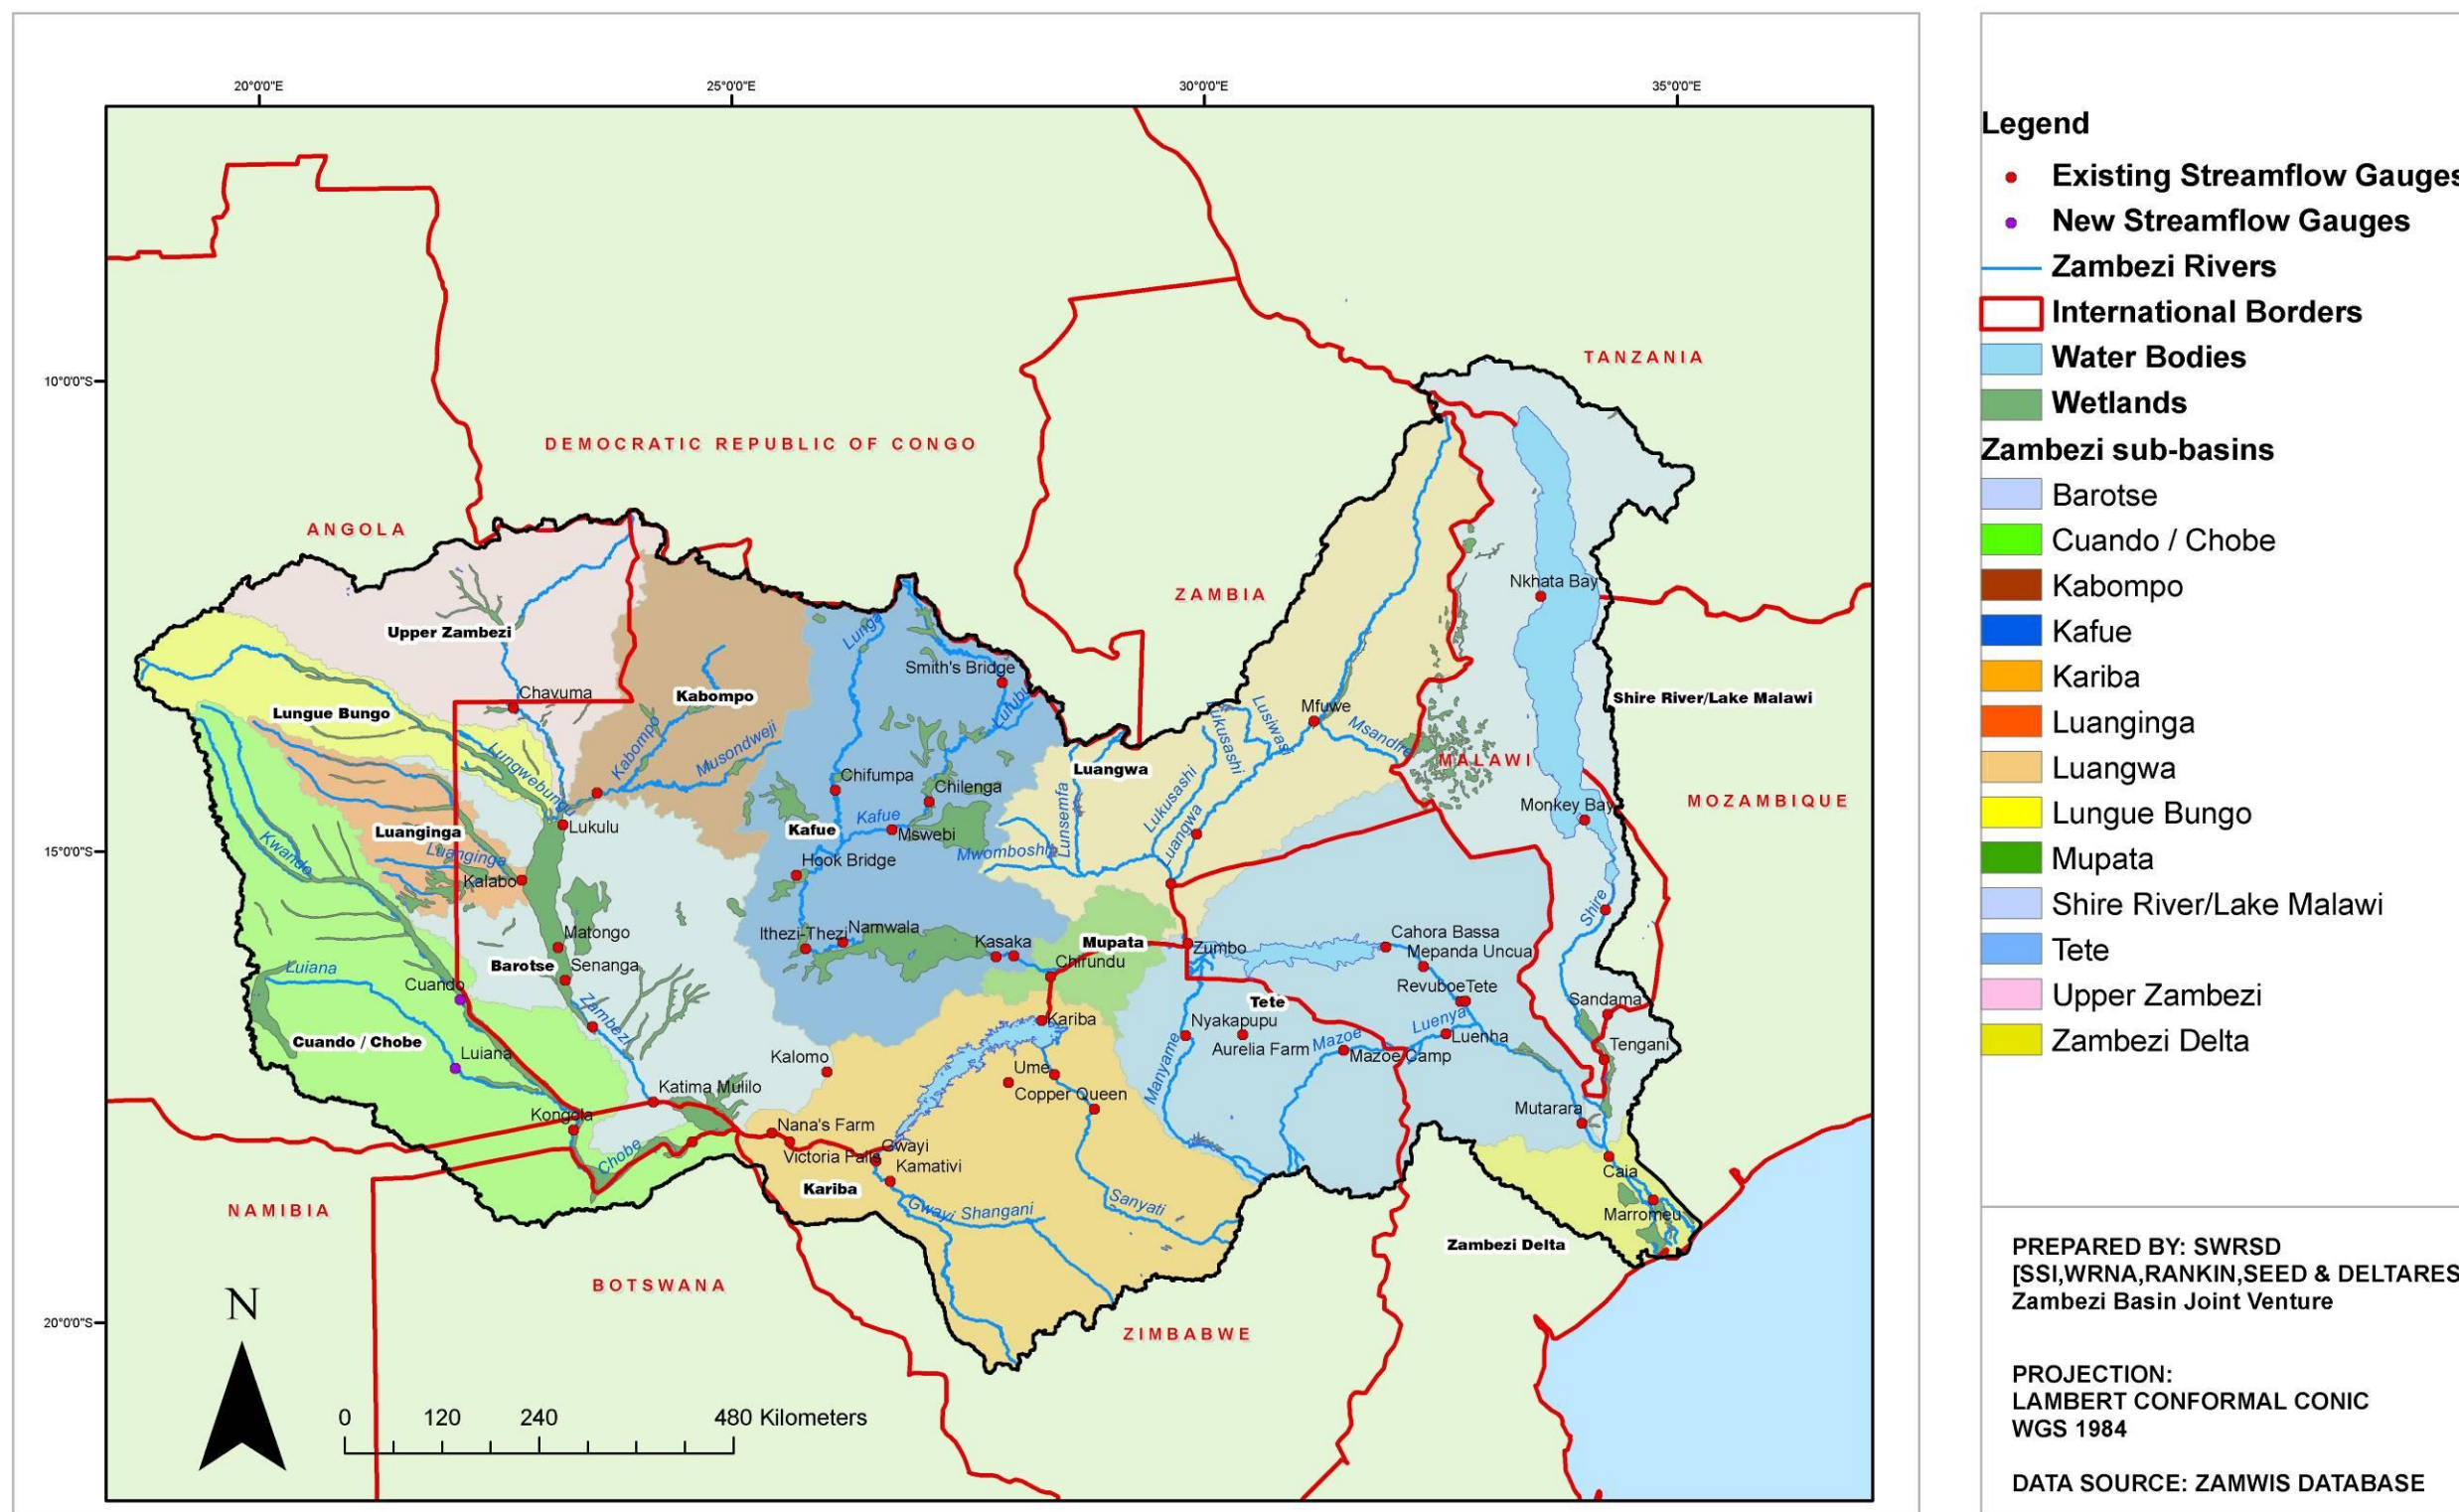 20°0'0"E
25°0'0"E
30°0'0"E
35°0'0"E
10°0'0"S
15°0'0"S
20°0'0"S
TANZANIA
DEMOCRATIC REPUBLIC OF CONGO
ANGOLA
ZAMBIA
Nkhata Bay
Upper Zambezi
Lunga
Smith's Bridge
Chavuma
Kabompo
Lufubu
Shire River/Lake Malawi
Lungue Bungo
Mfuwe
Lusiwasi
Lukusashi
Msandire
Kabompo
Musondweji
Lungwebungu
Luangwa
MALAWI
Chifumpa
Chilenga
Lukusashi
Monkey Bay
MOZAMBIQUE
Lunsemfa
Kafue
Lukulu
Luanginga
Kafue
Mswebi
Luangwa
Kwando
Luanginga
Hook Bridge
Mwomboshi
Kalabo
Shire
Matongo
Ithezi-Thezi
Namwala
Kasaka
Mupata
Zumbo
Cahora Bassa
Mepanda Uncua
Barotse
Senanga
Chirundu
Luiana
Cuando
Revuboe
Tete
Tete
Sandama
Zambezi
Kariba
Nyakapupu
Luenya
Cuando / Chobe
Luiana
Kalomo
Aurelia Farm
Mazoe
Mazoe Camp
Luenha
Tengani
Ume
Manyame
Katima Mulilo
Copper Queen
Kongola
Mutarara
Nana's Farm
Chobe
Victoria Falls
Gwayi
Kamativi
Caia
Kariba
NAMIBIA
Gwayi Shangani
Sanyati
Marromeu
Zambezi Delta
BOTSWANA
ZIMBABWE
N
0 120 240 480 Kilometers
Legend
Existing Streamflow Gauges
New Streamflow Gauges
Zambezi Rivers
International Borders
Water Bodies
Wetlands
Zambezi sub-basins
Barotse
Cuando / Chobe
Kabompo
Kafue
Kariba
Luanginga
Luangwa
Lungue Bungo
Mupata
Shire River/Lake Malawi
Tete
Upper Zambezi
Zambezi Delta
PREPARED BY: SWRSD
[SSI,WRNA,RANKIN,SEED & DELTARES
Zambezi Basin Joint Venture
PROJECTION:
LAMBERT CONFORMAL CONIC
WGS 1984
DATA SOURCE: ZAMWIS DATABASE